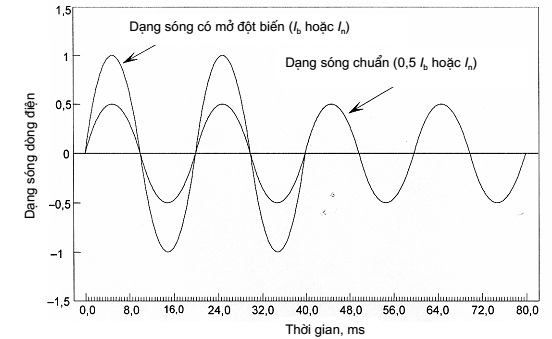 1,5
Dạng sóng có mở đột biến (Ib hoặc In)
1
Dạng sóng chuẩn (0,5 Ib hoặc In)
0,5
0
–0,5
–1
–1,5
Dạng sóng dòng điện
0,0 8,0 16,0 24,0 32,0 40,0 48,0 56,0 64,0 72,0 80,0
Thời gian, ms